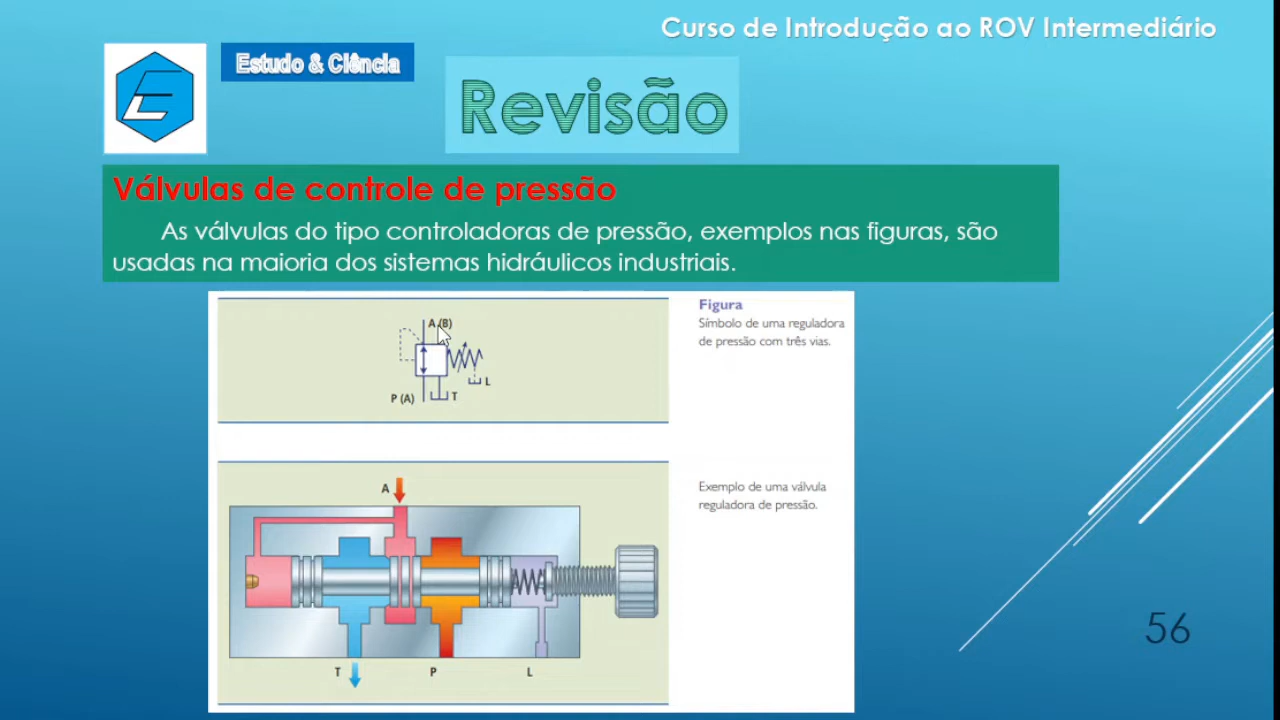 Curso de Introdução ao ROV Intermediário
Estudo & Ciência
Revisão
Válvulas de controle de pressão
As válvulas do tipo controladoras de pressão, exemplos nas figuras, são
usadas na maioria dos sistemas hidráulicos industriais.
Figura
Símbolo de uma reguladora
de pressão com três vias.
A (B)
L
P (A)
T
Exemplo de uma válvula
reguladora de pressão.
A
T
P
L
56